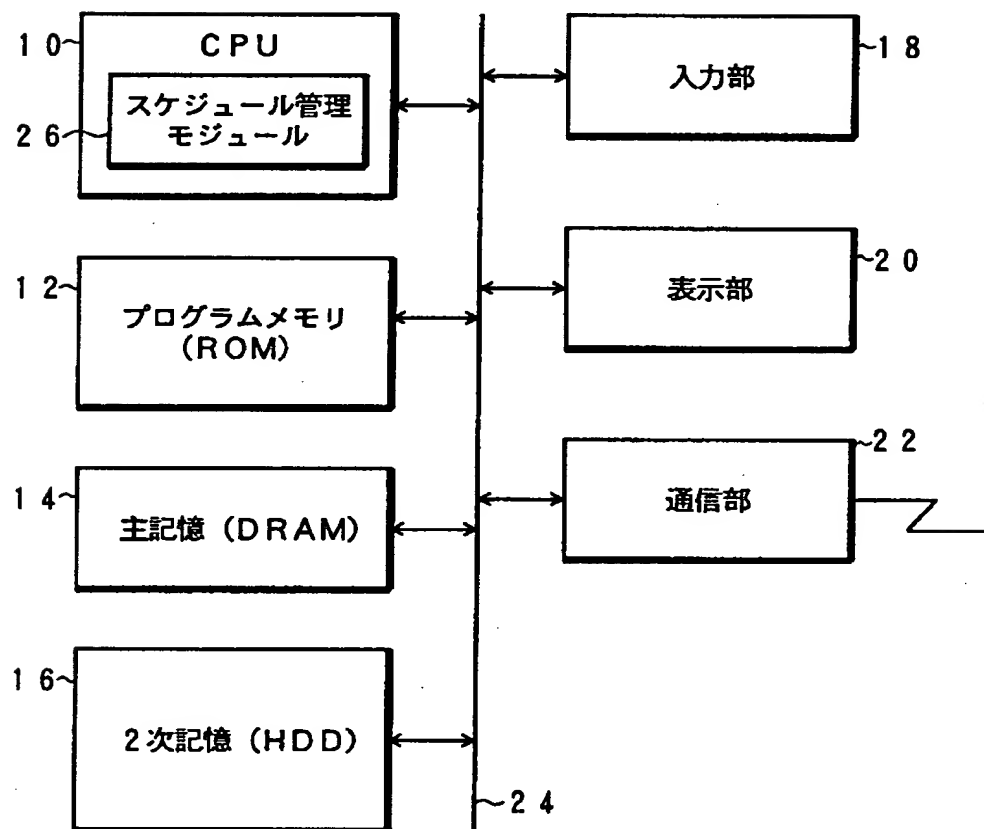 10
CPU
スケジュール管理
モジュール
26
12
プログラムメモリ
(ROM)
14
主記憶(DRAM)
16
2次記憶(HDD)
入力部
18
表示部
20
通信部
22
24